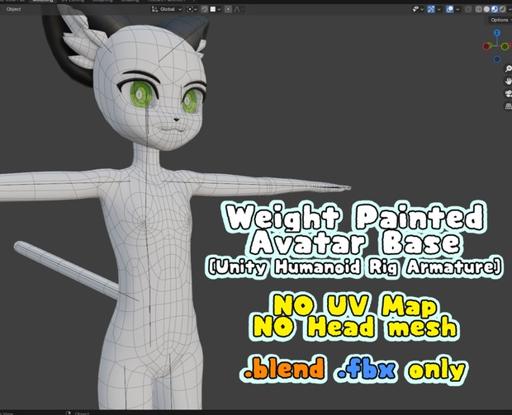 Object
Global
Options
Weight Painted
Avatar Base
[Unity Humanoid Rig Armature]
NO UV Map
NO Head mesh
.blend .fbx only
Object